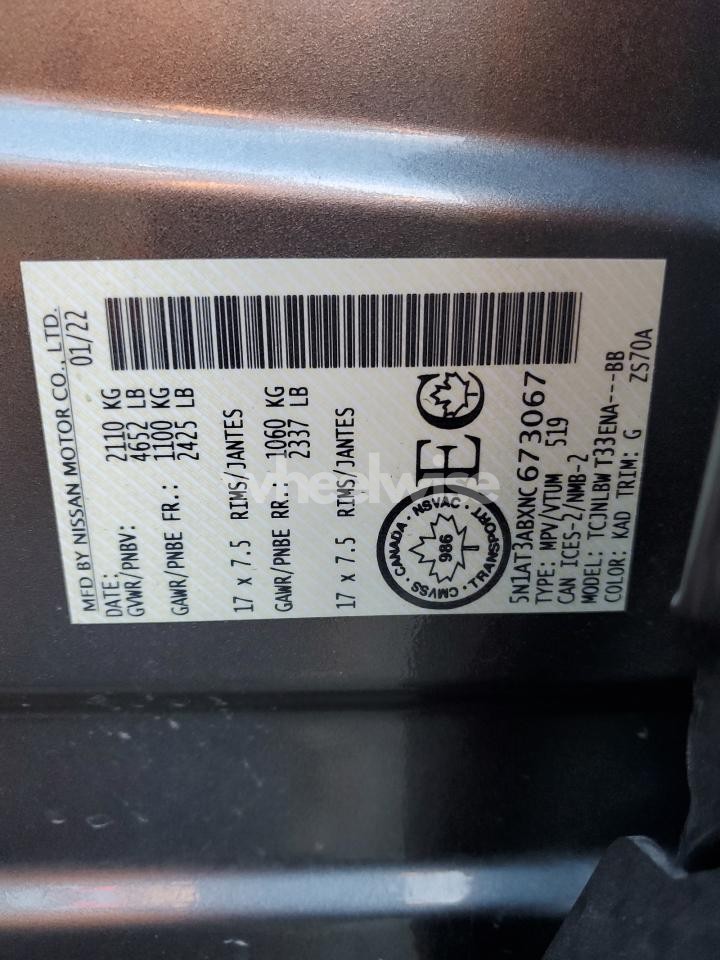 MFD BY NISSAN MOTOR CO., LTD.
DATE: 01/22
GVWR/PNBV: 2110 KG
4652 LB
GAWR/PNBE FR.: 1100 KG
2425 LB
17 x 7.5 RIMS/JANTES
GAWR/PNBE RR.: 1060 KG
2337 LB
17 x 7.5 RIMS/JANTES
CANADA · NSVAC · TRANSPORT · CMVSS ·
986
EC
5N1AT3ABXNC673067
TYPE: MPV/VTUM 519
CAN ICES-2/NMB-2
MODEL: TCJNLBW T33ENA---BB
COLOR: KAD TRIM: G ZS70A
wheelwise